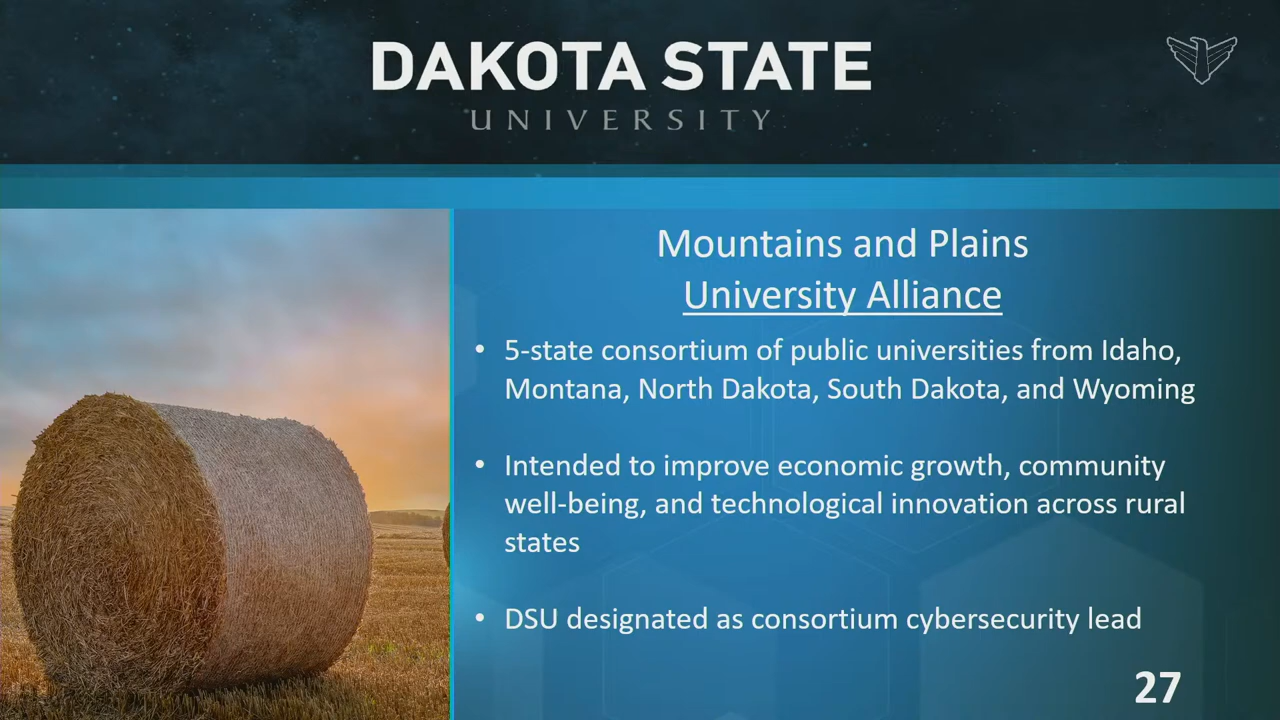 DAKOTA STATE
UNIVERSITY
Mountains and Plains
University Alliance
• 5-state consortium of public universities from Idaho,
Montana, North Dakota, South Dakota, and Wyoming
• Intended to improve economic growth, community
well-being, and technological innovation across rural
states
• DSU designated as consortium cybersecurity lead
27